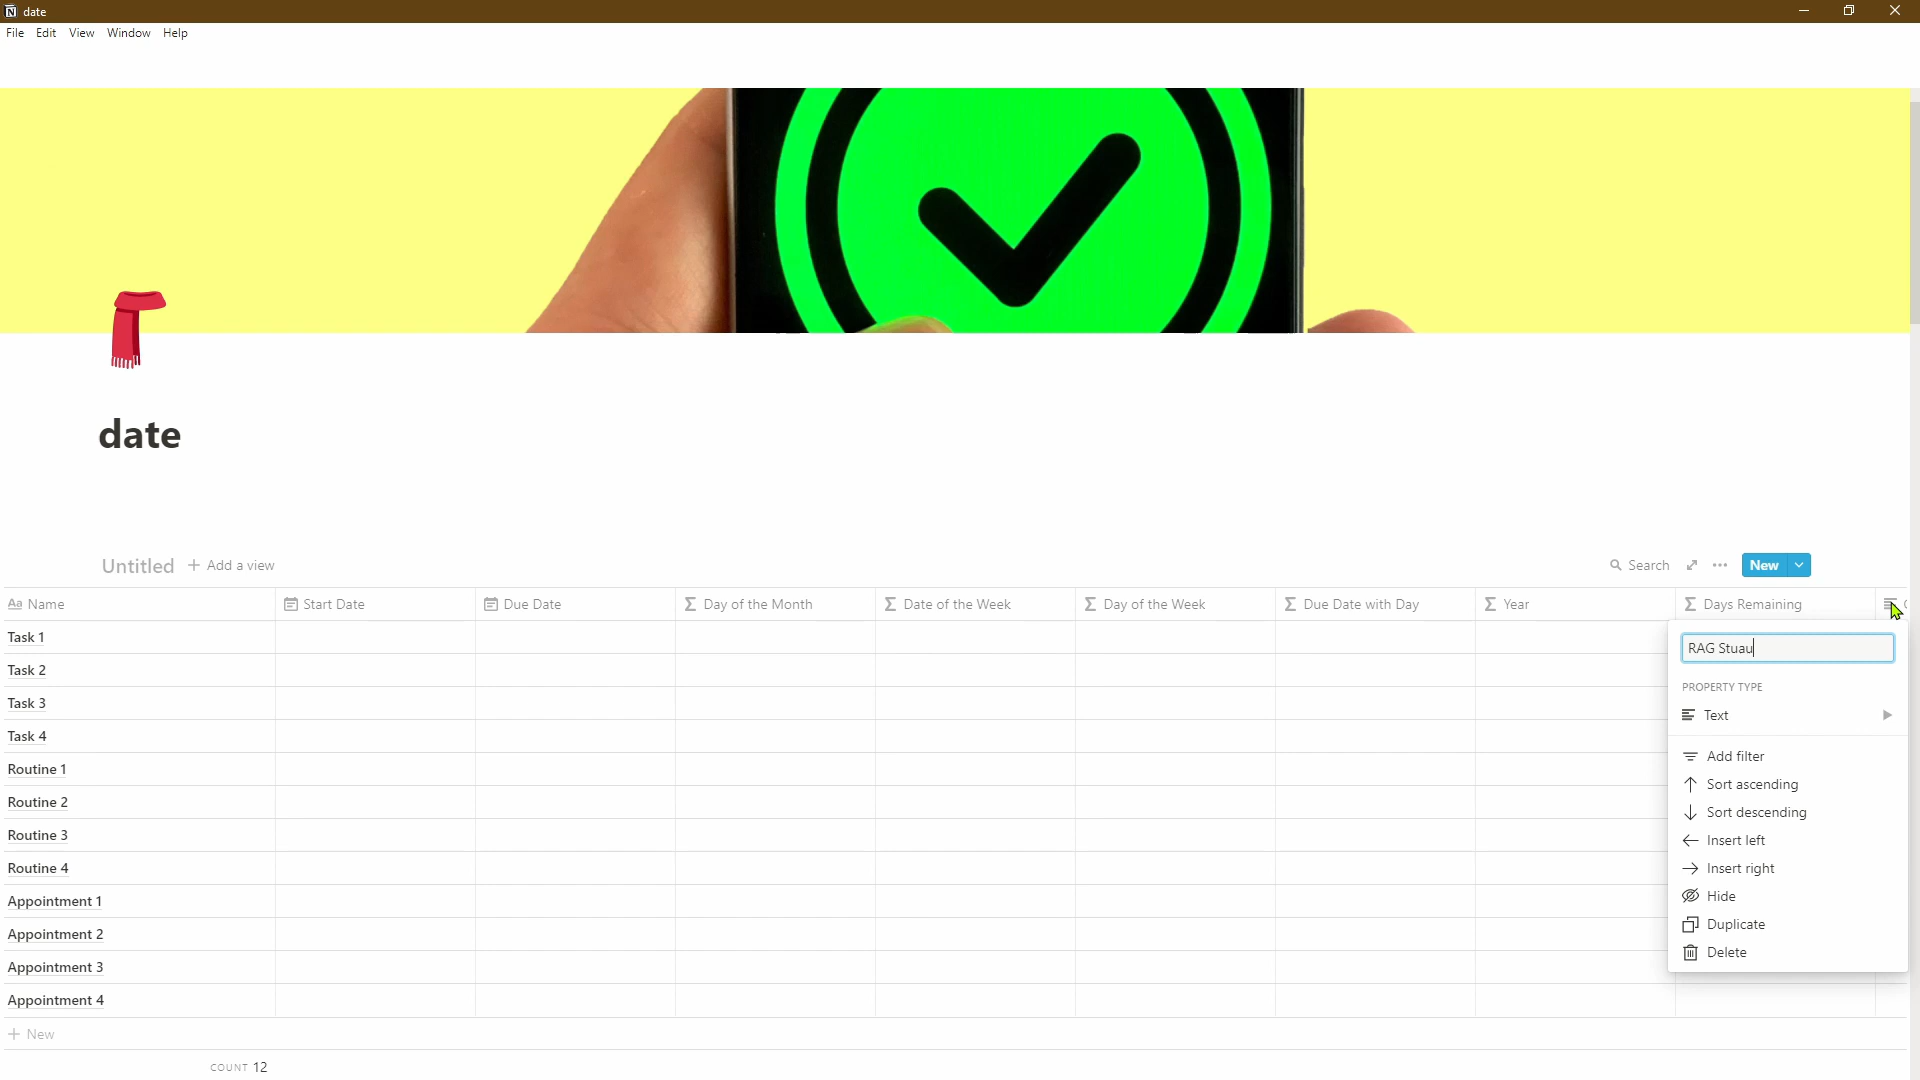 date
File Edit View Window Help
date
Untitled + Add a view
Search ••• New
Aa Name Start Date Due Date Σ Day of the Month Σ Date of the Week Σ Day of the Week Σ Due Date with Day Σ Year Σ Days Remaining
Task 1
RAG Stuau
Task 2
PROPERTY TYPE
Task 3
Text
Task 4
Add filter
Routine 1
Sort ascending
Routine 2
Sort descending
Routine 3
Insert left
Routine 4
Insert right
Appointment 1
Hide
Appointment 2
Duplicate
Appointment 3
Delete
Appointment 4
+ New
COUNT 12